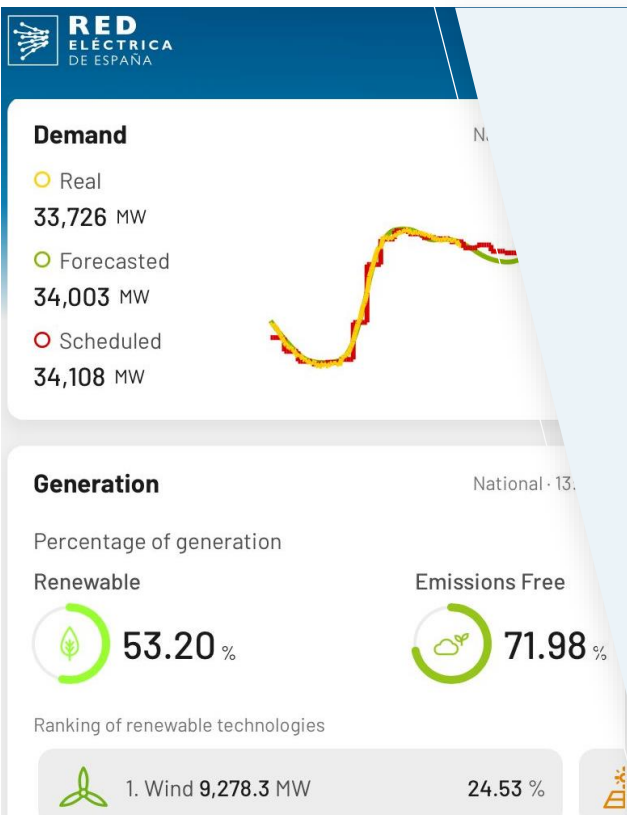 RED
ELÉCTRICA
DE ESPAÑA
Demand
Real
33,726 MW
Forecasted
34,003 MW
Scheduled
34,108 MW
Generation
National · 13.
Percentage of generation
Renewable
Emissions Free
53.20 %
71.98 %
Ranking of renewable technologies
1. Wind 9,278.3 MW 24.53 %